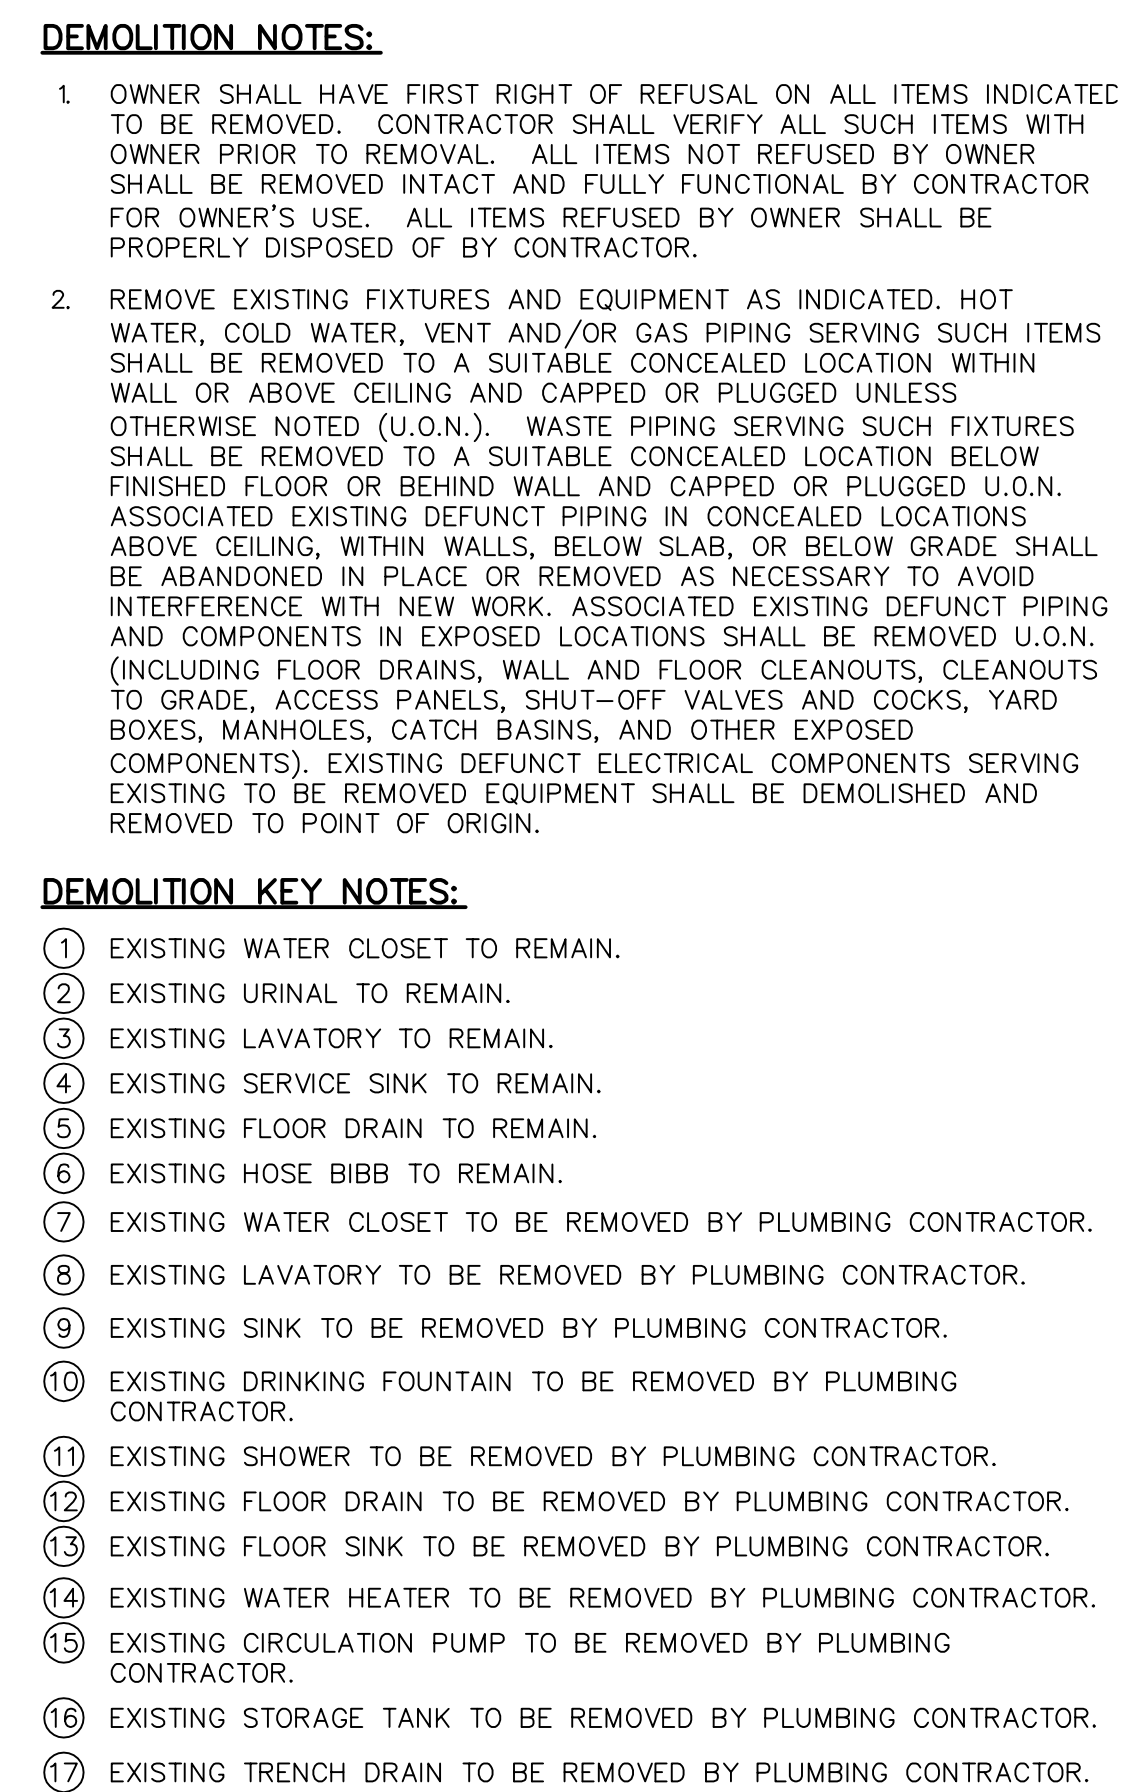 DEMOLITION NOTES:
1. OWNER SHALL HAVE FIRST RIGHT OF REFUSAL ON ALL ITEMS INDICATED
TO BE REMOVED. CONTRACTOR SHALL VERIFY ALL SUCH ITEMS WITH
OWNER PRIOR TO REMOVAL. ALL ITEMS NOT REFUSED BY OWNER
SHALL BE REMOVED INTACT AND FULLY FUNCTIONAL BY CONTRACTOR
FOR OWNER'S USE. ALL ITEMS REFUSED BY OWNER SHALL BE
PROPERLY DISPOSED OF BY CONTRACTOR.
2. REMOVE EXISTING FIXTURES AND EQUIPMENT AS INDICATED. HOT
WATER, COLD WATER, VENT AND/OR GAS PIPING SERVING SUCH ITEMS
SHALL BE REMOVED TO A SUITABLE CONCEALED LOCATION WITHIN
WALL OR ABOVE CEILING AND CAPPED OR PLUGGED UNLESS
OTHERWISE NOTED (U.O.N.). WASTE PIPING SERVING SUCH FIXTURES
SHALL BE REMOVED TO A SUITABLE CONCEALED LOCATION BELOW
FINISHED FLOOR OR BEHIND WALL AND CAPPED OR PLUGGED U.O.N.
ASSOCIATED EXISTING DEFUNCT PIPING IN CONCEALED LOCATIONS
ABOVE CEILING, WITHIN WALLS, BELOW SLAB, OR BELOW GRADE SHALL
BE ABANDONED IN PLACE OR REMOVED AS NECESSARY TO AVOID
INTERFERENCE WITH NEW WORK. ASSOCIATED EXISTING DEFUNCT PIPING
AND COMPONENTS IN EXPOSED LOCATIONS SHALL BE REMOVED U.O.N.
(INCLUDING FLOOR DRAINS, WALL AND FLOOR CLEANOUTS, CLEANOUTS
TO GRADE, ACCESS PANELS, SHUT-OFF VALVES AND COCKS, YARD
BOXES, MANHOLES, CATCH BASINS, AND OTHER EXPOSED
COMPONENTS). EXISTING DEFUNCT ELECTRICAL COMPONENTS SERVING
EXISTING TO BE REMOVED EQUIPMENT SHALL BE DEMOLISHED AND
REMOVED TO POINT OF ORIGIN.
DEMOLITION KEY NOTES:
1 EXISTING WATER CLOSET TO REMAIN.
2 EXISTING URINAL TO REMAIN.
3 EXISTING LAVATORY TO REMAIN.
4 EXISTING SERVICE SINK TO REMAIN.
5 EXISTING FLOOR DRAIN TO REMAIN.
6 EXISTING HOSE BIBB TO REMAIN.
7 EXISTING WATER CLOSET TO BE REMOVED BY PLUMBING CONTRACTOR.
8 EXISTING LAVATORY TO BE REMOVED BY PLUMBING CONTRACTOR.
9 EXISTING SINK TO BE REMOVED BY PLUMBING CONTRACTOR.
10 EXISTING DRINKING FOUNTAIN TO BE REMOVED BY PLUMBING
CONTRACTOR.
11 EXISTING SHOWER TO BE REMOVED BY PLUMBING CONTRACTOR.
12 EXISTING FLOOR DRAIN TO BE REMOVED BY PLUMBING CONTRACTOR.
13 EXISTING FLOOR SINK TO BE REMOVED BY PLUMBING CONTRACTOR.
14 EXISTING WATER HEATER TO BE REMOVED BY PLUMBING CONTRACTOR.
15 EXISTING CIRCULATION PUMP TO BE REMOVED BY PLUMBING
CONTRACTOR.
16 EXISTING STORAGE TANK TO BE REMOVED BY PLUMBING CONTRACTOR.
17 EXISTING TRENCH DRAIN TO BE REMOVED BY PLUMBING CONTRACTOR.